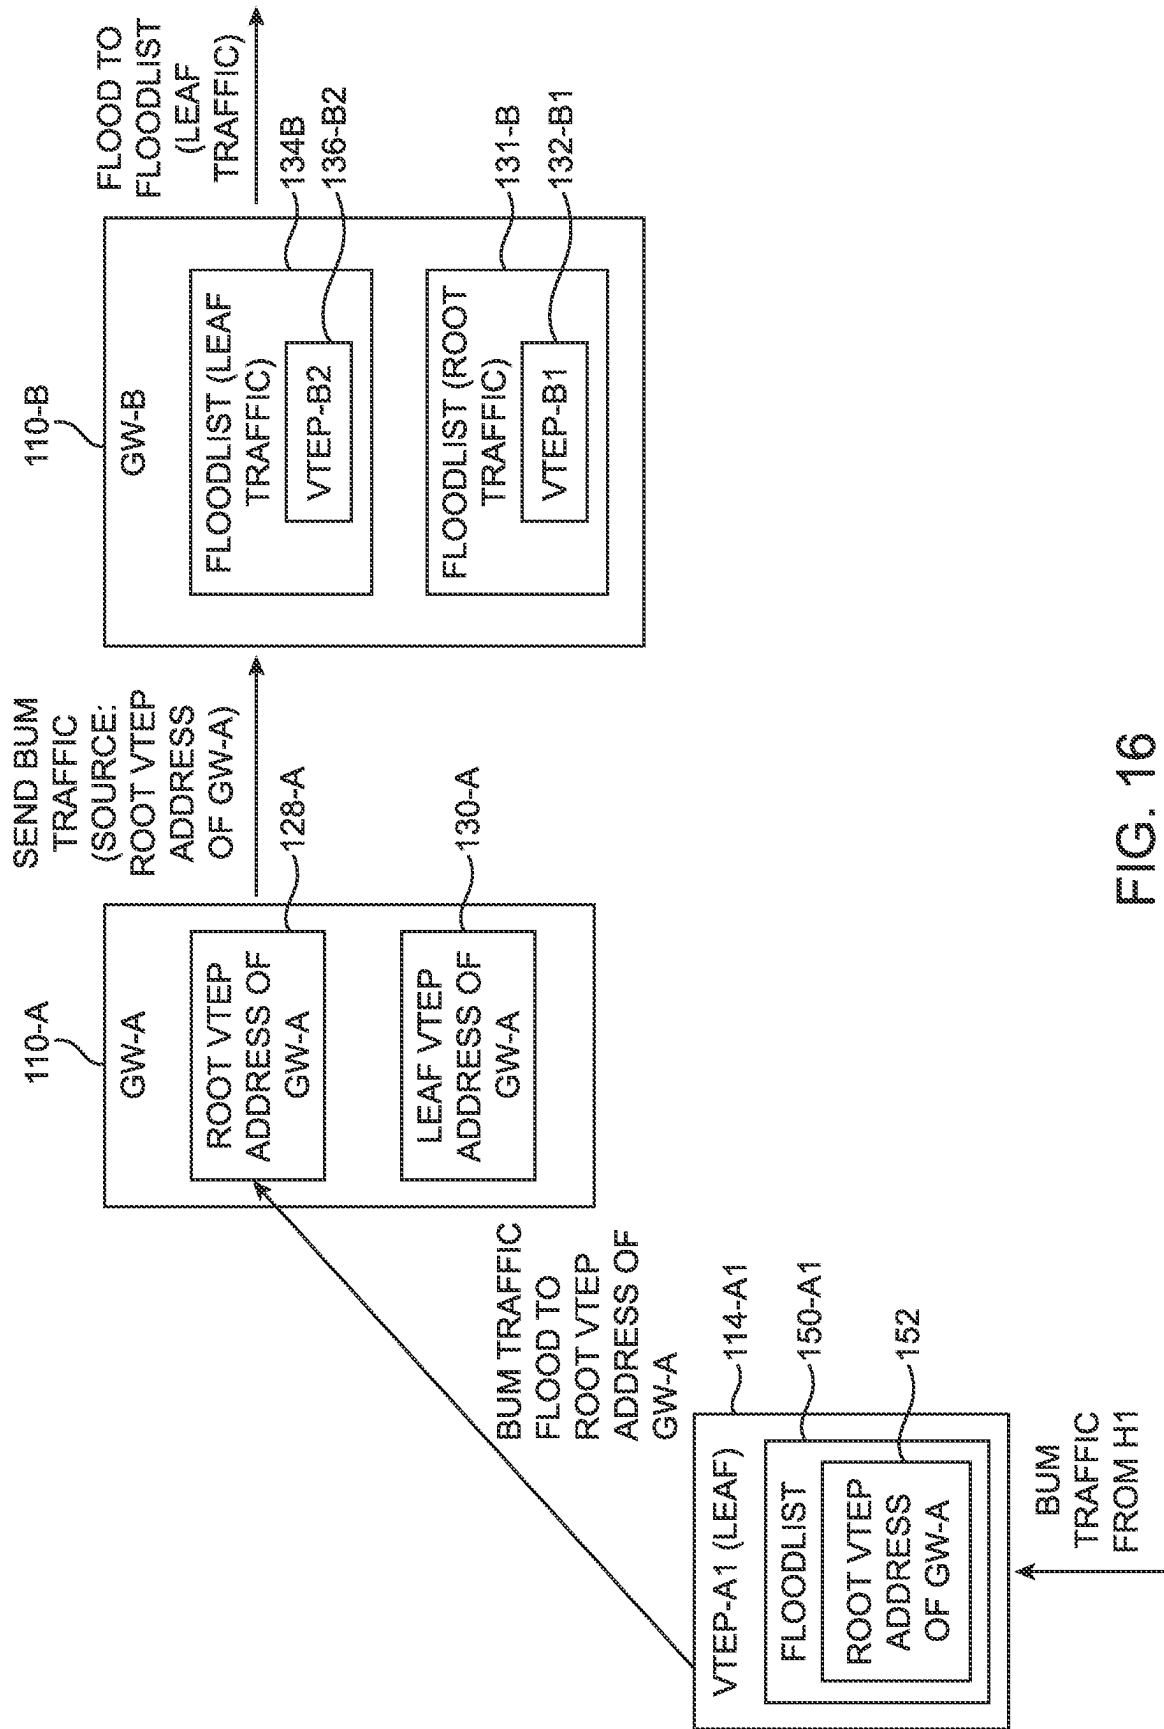 110-A
GW-A
ROOT VTEP
ADDRESS OF
GW-A
128-A
LEAF VTEP
ADDRESS OF
GW-A
130-A
SEND BUM
TRAFFIC
(SOURCE:
ROOT VTEP
ADDRESS
OF GW-A)
110-B
GW-B
FLOODLIST (LEAF
TRAFFIC)
VTEP-B2
134B
136-B2
FLOODLIST (ROOT
TRAFFIC)
VTEP-B1
131-B
132-B1
FLOOD TO
FLOODLIST
(LEAF
TRAFFIC)
BUM TRAFFIC
FLOOD TO
ROOT VTEP
ADDRESS OF
GW-A
VTEP-A1 (LEAF)
FLOODLIST
ROOT VTEP
ADDRESS
OF GW-A
114-A1
150-A1
152
BUM
TRAFFIC
FROM H1
FIG. 16